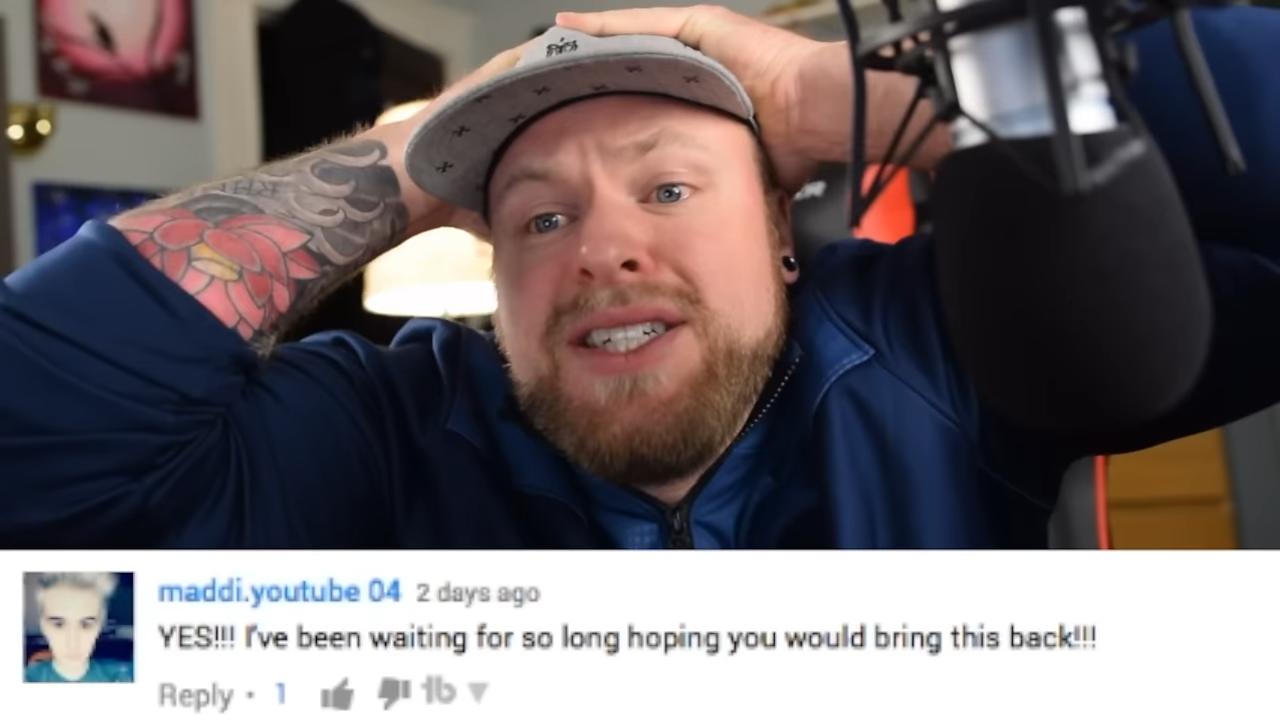 maddi.youtube 04 2 days ago
YES!!! I've been waiting for so long hoping you would bring this back!!!
Reply • 1